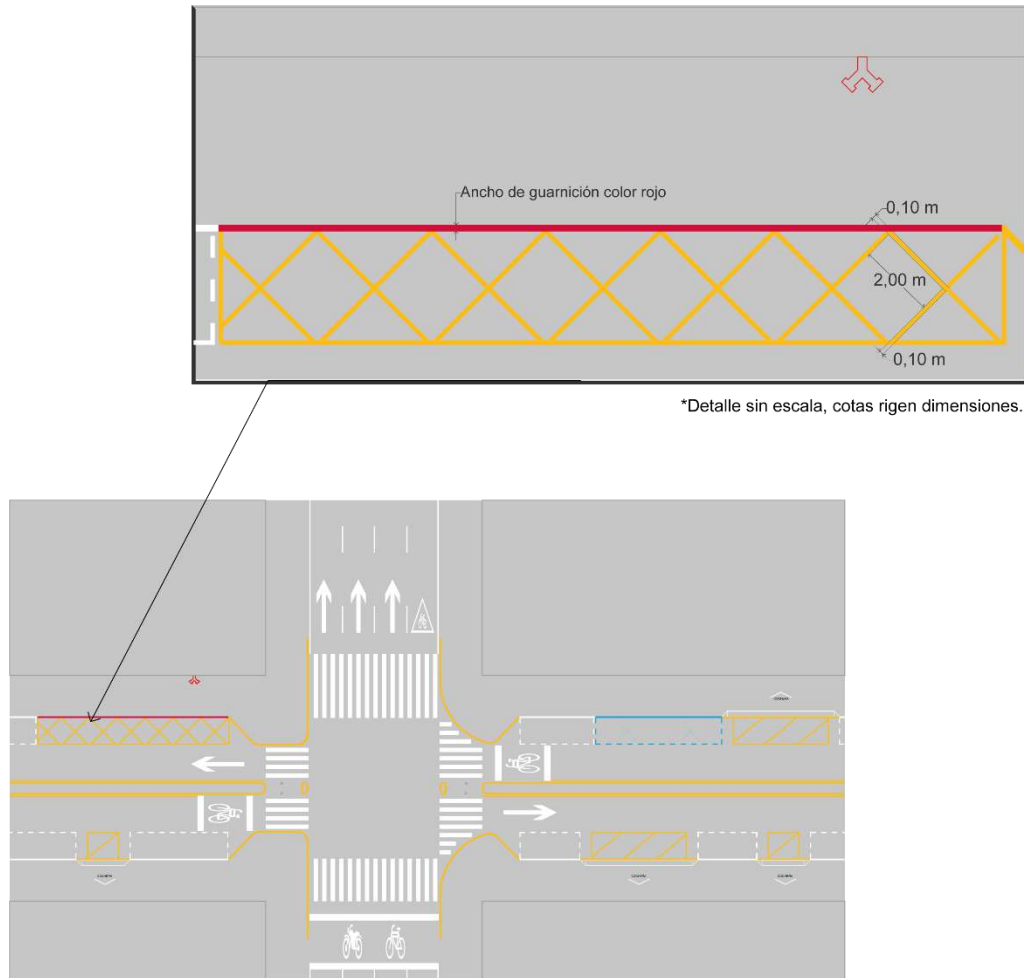 Ancho de guarnición color rojo
0,10 m
2,00 m
0,10 m
*Detalle sin escala, cotas rigen dimensiones.